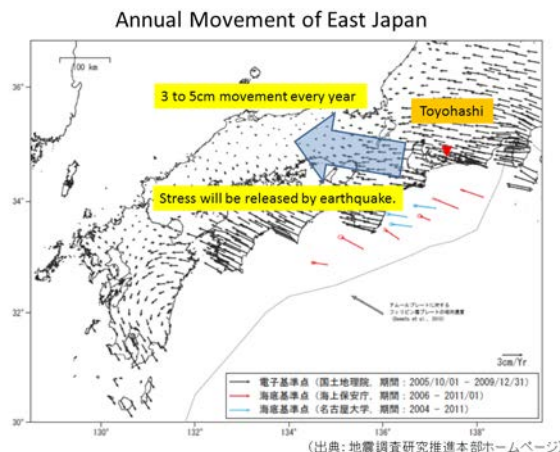 Annual Movement of East Japan
100 km
3 to 5cm movement every year
Toyohashi
Stress will be released by earthquake.
36°
34°
32°
30°
3cm/Yr
電子基準点（国土地理院，期間：2005/10/01 - 2009/12/31）
海底基準点（海上保安庁，期間：2006 - 2011/01）
海底基準点（名古屋大学，期間：2004 - 2011）
130° 132° 134° 136° 138°
（出典：地震調査研究推進本部ホームページ）